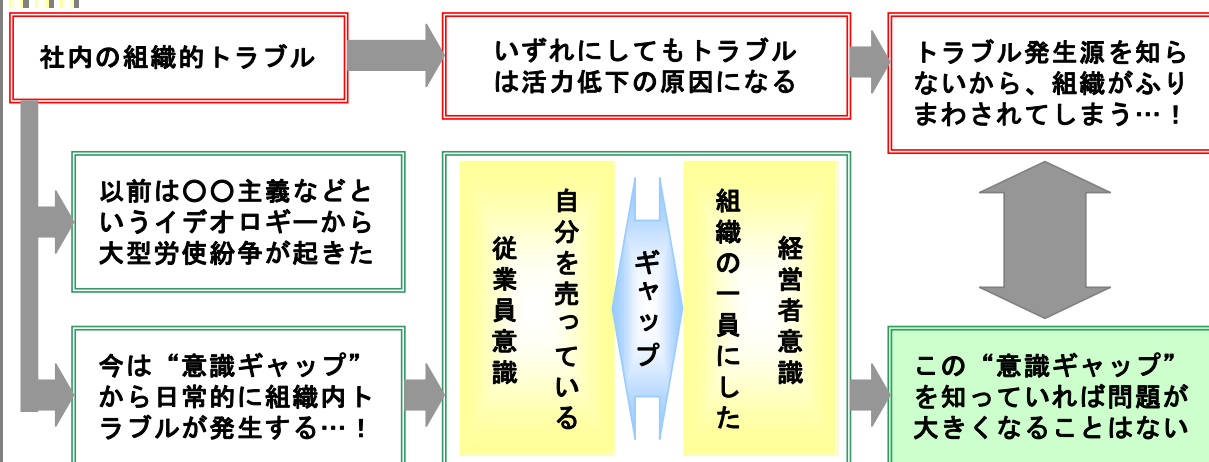 社内の組織的トラブル
いずれにしてもトラブル
は活力低下の原因になる
トラブル発生源を知ら
ないから、組織がふり
まわされてしまう…！
以前は〇〇主義などと
いうイデオロギーから
大型労使紛争が起きた
今は“意識ギャップ”
から日常的に組織内ト
ラブルが発生する…！
自分を売っている
従業員意識
ギャップ
経営者意識
組織の一員にした
この“意識ギャップ”
を知っていれば問題が
大きくなることはない